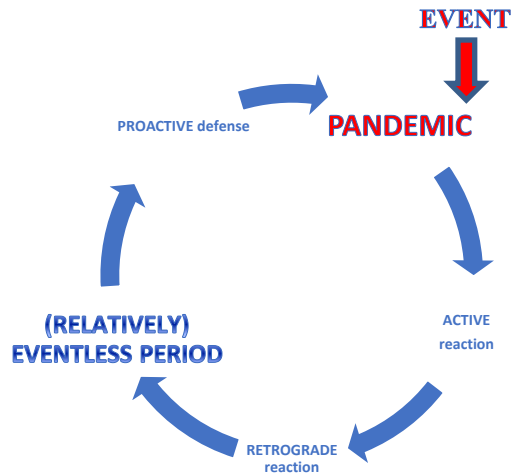 EVENT
PANDEMIC
PROACTIVE defense
ACTIVE
reaction
(RELATIVELY)
EVENTLESS PERIOD
RETROGRADE
reaction